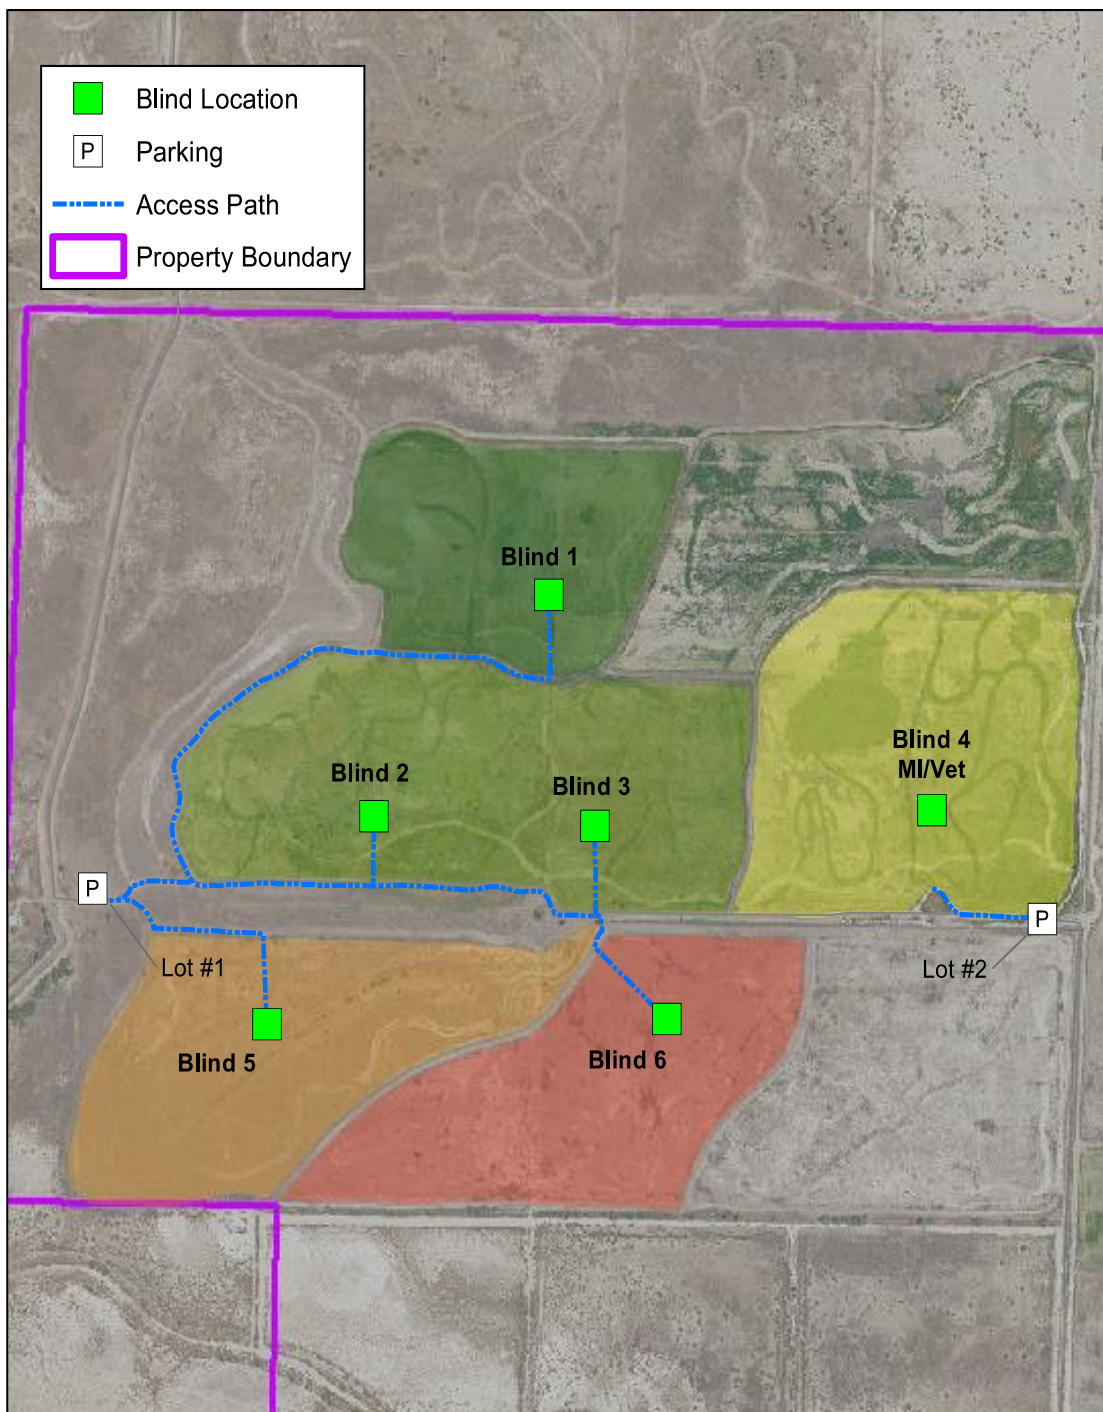 Blind Location
P Parking
Access Path
Property Boundary
Blind 1
Blind 2
Blind 3
Blind 4
MI/Vet
P
P
Lot #1
Lot #2
Blind 5
Blind 6